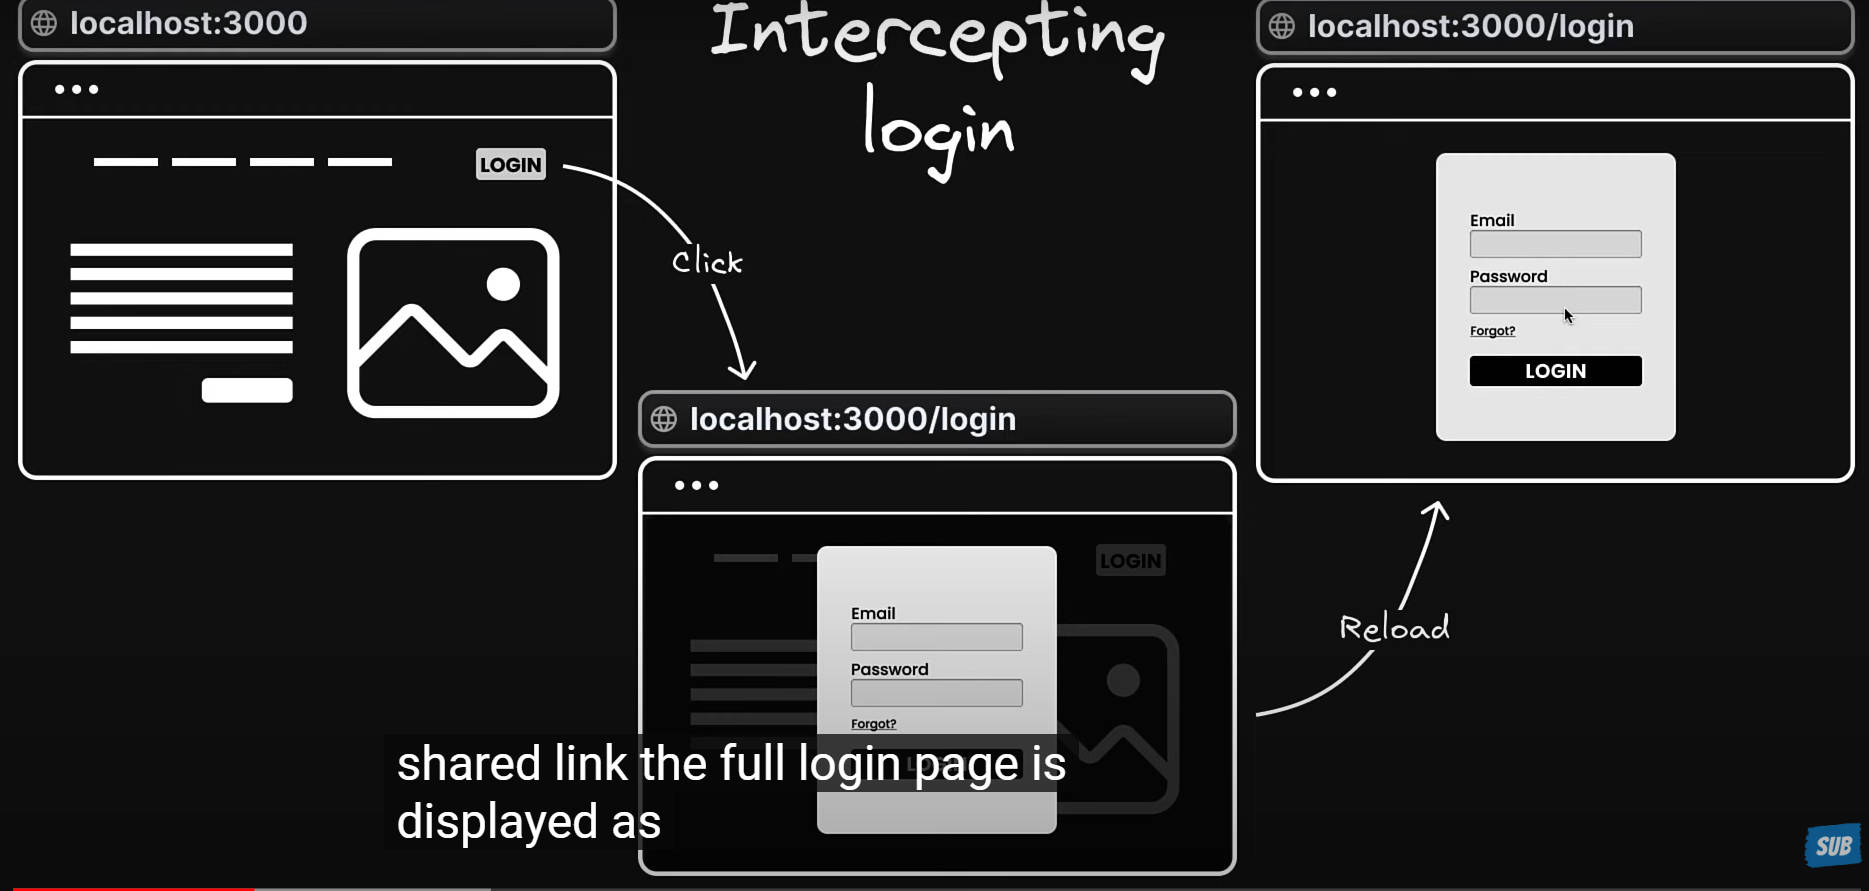 localhost:3000
LOGIN
Intercepting
login
Click
localhost:3000/login
LOGIN
Email
Password
Forgot?
shared link the full login page is
displayed as
Reload
localhost:3000/login
Email
Password
Forgot?
LOGIN
SUB